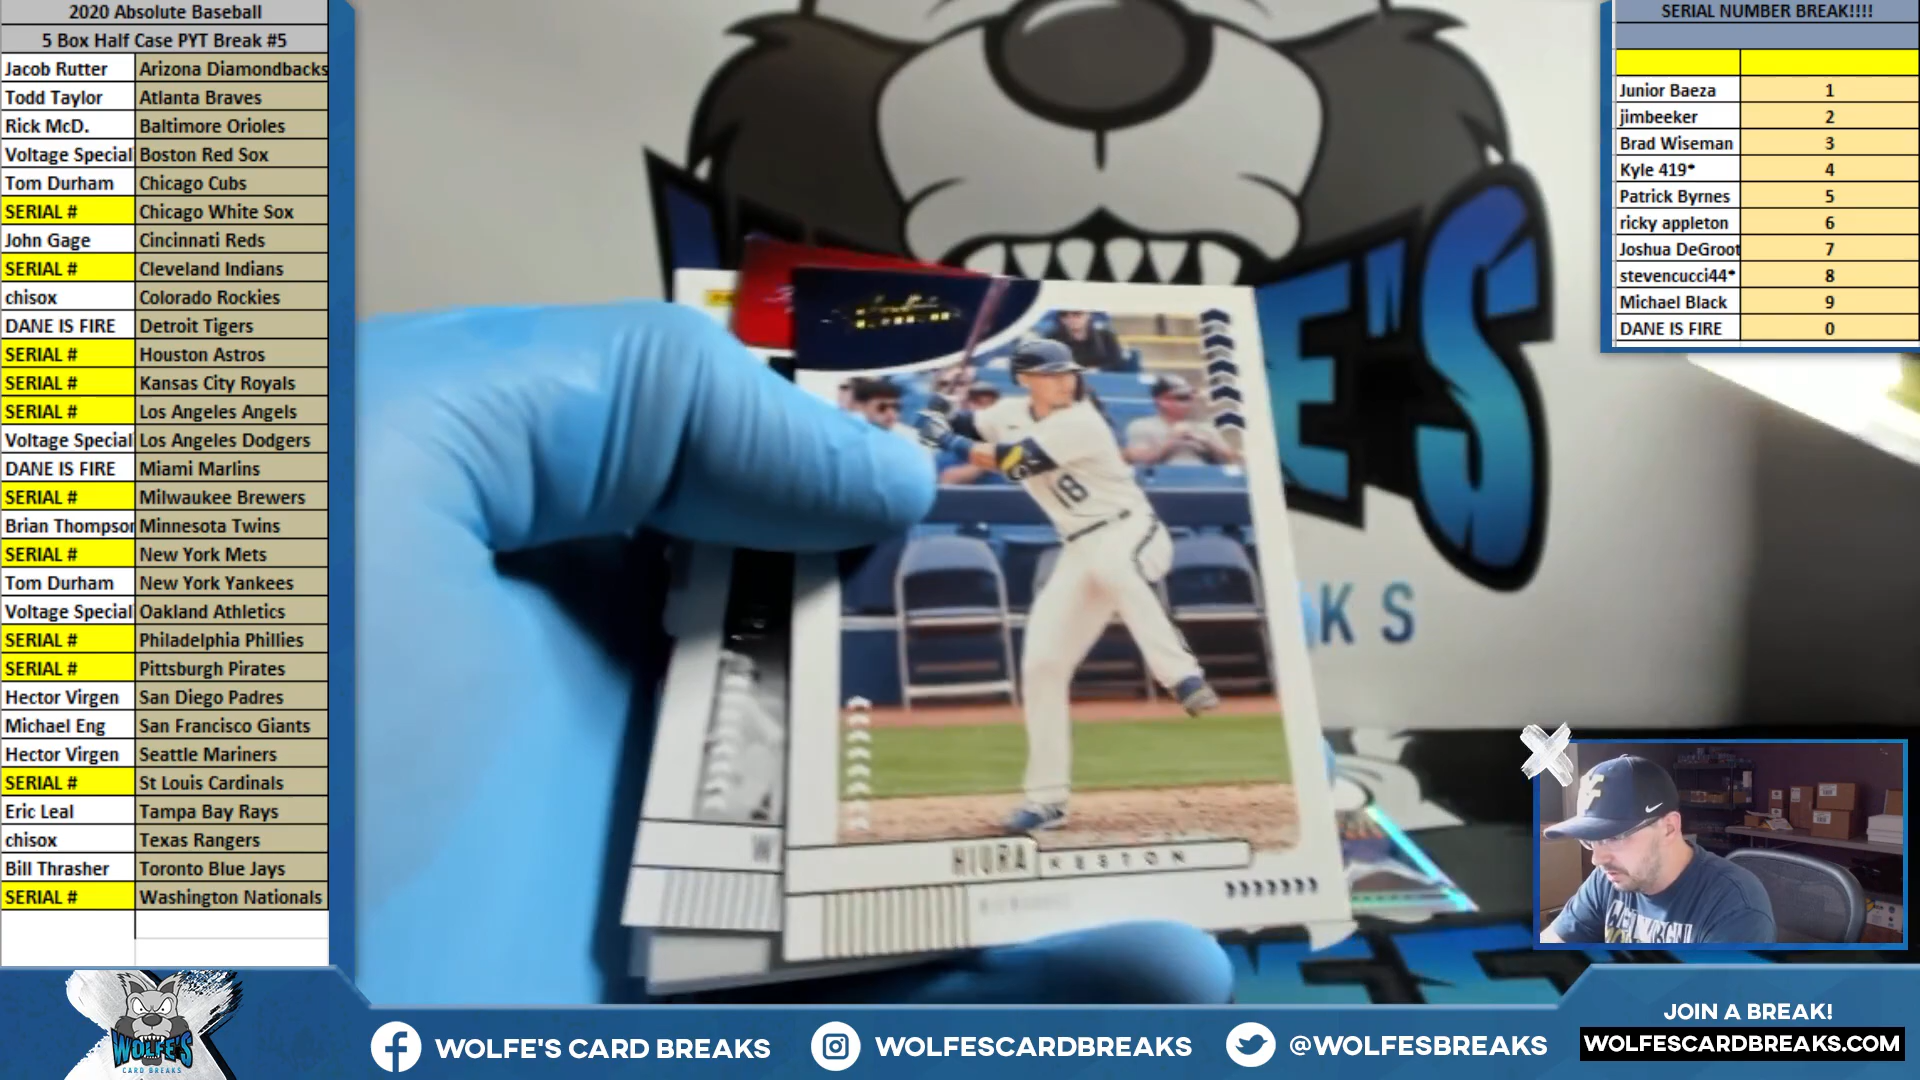 2020 Absolute Baseball
5 Box Half Case PYT Break #5
Jacob Rutter Arizona Diamondbacks
Todd Taylor Atlanta Braves
Rick McD. Baltimore Orioles
Voltage Special Boston Red Sox
Tom Durham Chicago Cubs
SERIAL # Chicago White Sox
John Gage Cincinnati Reds
SERIAL # Cleveland Indians
chisox Colorado Rockies
DANE IS FIRE Detroit Tigers
SERIAL # Houston Astros
SERIAL # Kansas City Royals
SERIAL # Los Angeles Angels
Voltage Special Los Angeles Dodgers
DANE IS FIRE Miami Marlins
SERIAL # Milwaukee Brewers
Brian Thompson Minnesota Twins
SERIAL # New York Mets
Tom Durham New York Yankees
Voltage Special Oakland Athletics
SERIAL # Philadelphia Phillies
SERIAL # Pittsburgh Pirates
Hector Virgen San Diego Padres
Michael Eng San Francisco Giants
Hector Virgen Seattle Mariners
SERIAL # St Louis Cardinals
Eric Leal Tampa Bay Rays
chisox Texas Rangers
Bill Thrasher Toronto Blue Jays
SERIAL # Washington Nationals
SERIAL NUMBER BREAK!!!!
Junior Baeza 1
jimbeeker 2
Brad Wiseman 3
Kyle 419* 4
Patrick Byrnes 5
ricky appleton 6
Joshua DeGroot 7
stevencucci44* 8
Michael Black 9
DANE IS FIRE 0
E'S
KS
18
HIURA KESTON
W
WOLFE'S
CARD BREAKS
WOLFE'S CARD BREAKS
WOLFESCARDBREAKS
@WOLFESBREAKS
JOIN A BREAK!
WOLFESCARDBREAKS.COM